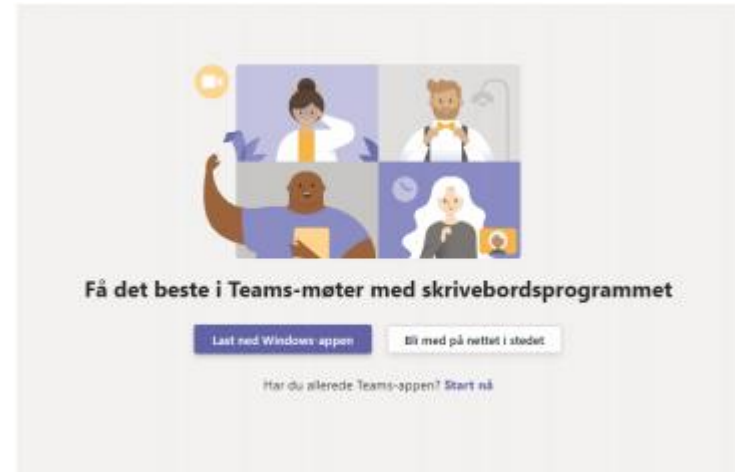 Få det beste i Teams-møter med skrivebordsprogrammet
Last ned Windows-appen
Bli med på nettet i stedet
Har du allerede Teams-appen? Start nå